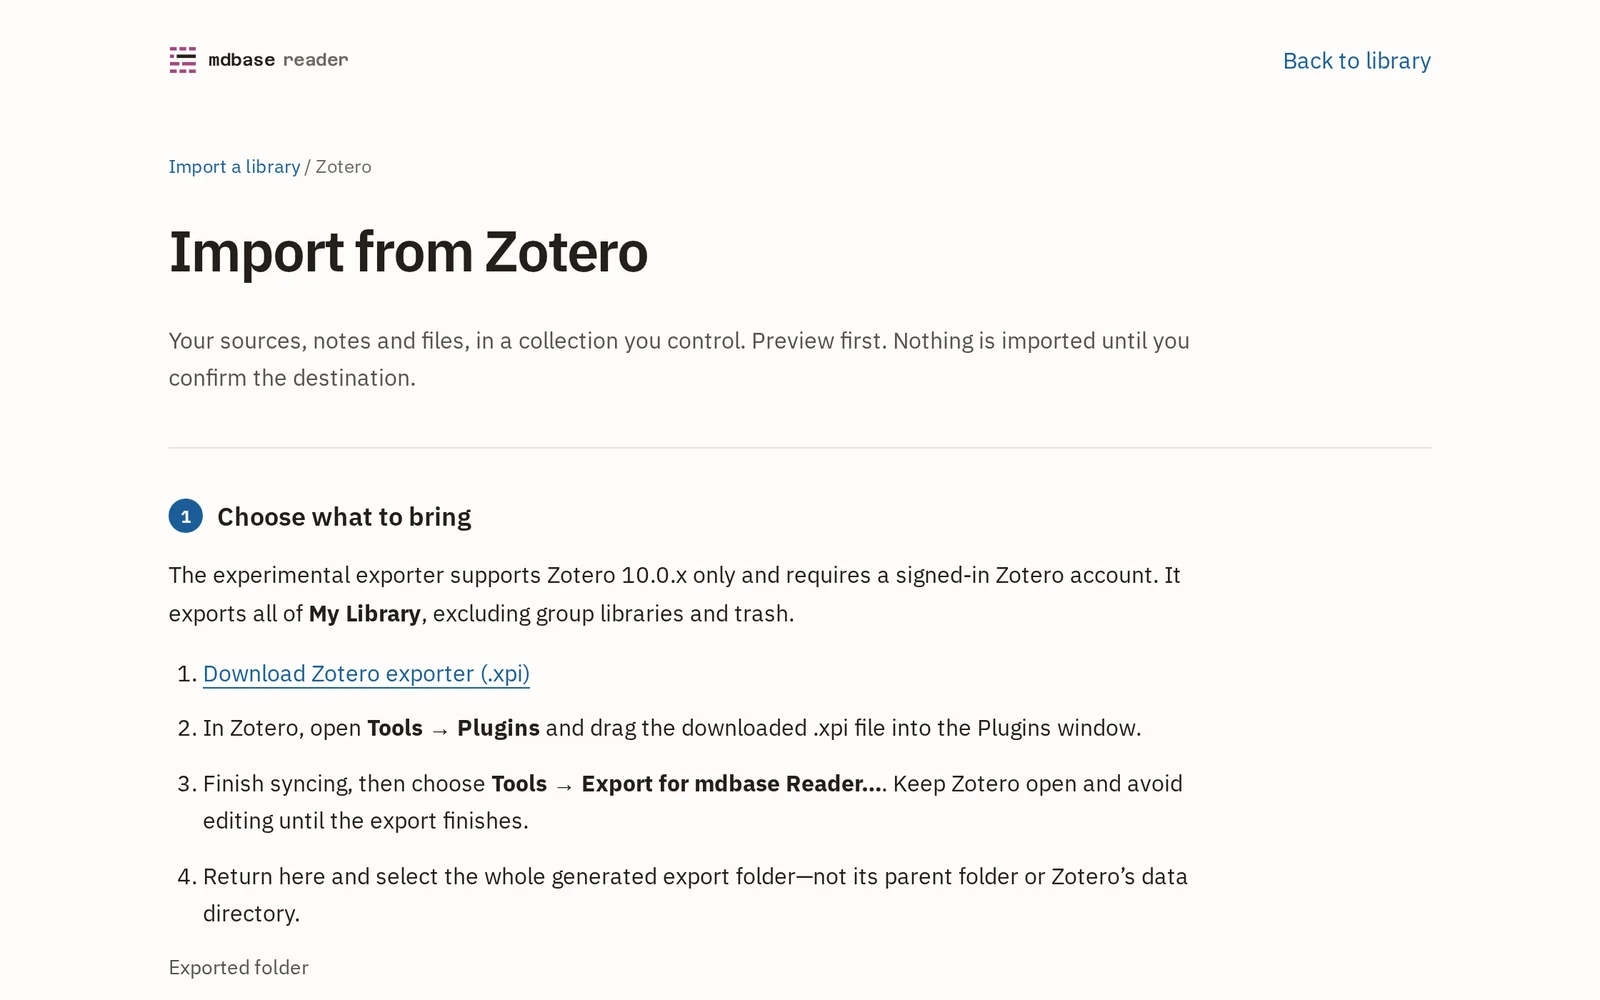 mdbase reader
Back to library
Import a library / Zotero
Import from Zotero
Your sources, notes and files, in a collection you control. Preview first. Nothing is imported until you
confirm the destination.
1 Choose what to bring
The experimental exporter supports Zotero 10.0.x only and requires a signed-in Zotero account. It
exports all of My Library, excluding group libraries and trash.
1. Download Zotero exporter (.xpi)
2. In Zotero, open Tools → Plugins and drag the downloaded .xpi file into the Plugins window.
3. Finish syncing, then choose Tools → Export for mdbase Reader…. Keep Zotero open and avoid
editing until the export finishes.
4. Return here and select the whole generated export folder—not its parent folder or Zotero’s data
directory.
Exported folder